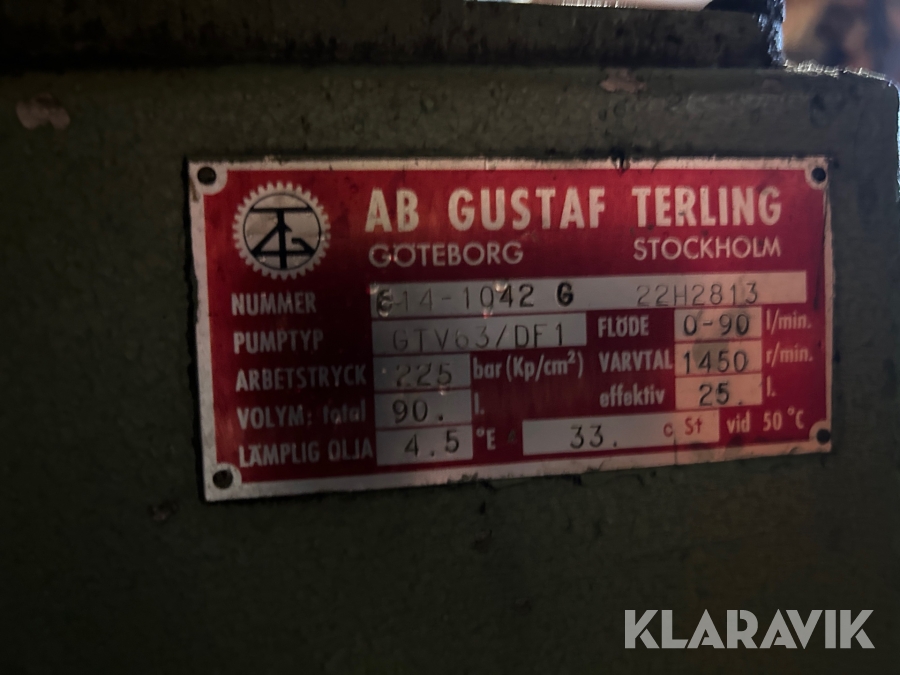 AB GUSTAF TERLING
GÖTEBORG STOCKHOLM
NUMMER 614-1042 G 22H2813
PUMPTYP GTV63/DF1 FLÖDE 0-90 l/min.
ARBETSTRYCK 225 bar (Kp/cm²) VARVTAL 1450 r/min.
VOLYM: total 90. l. effektiv 25. l.
LÄMPLIG OLJA 4.5 °E 33. c St vid 50 °C
KLARAVIK